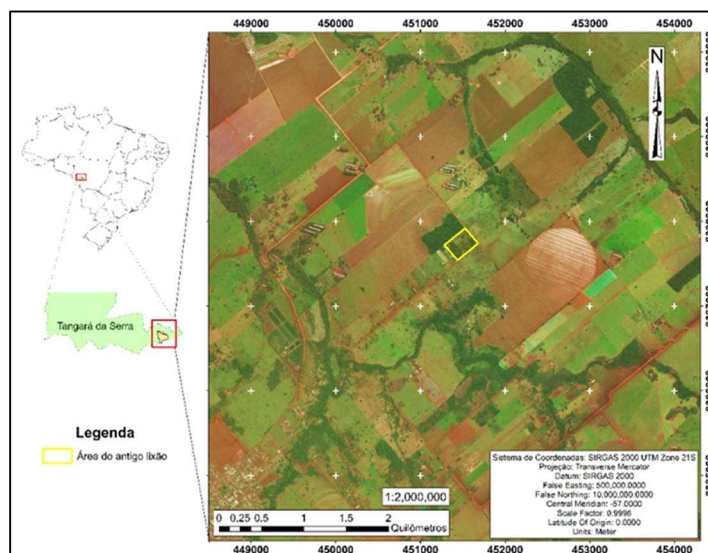 449000 450000 451000 452000 453000 454000
N
Tangará da Serra
Legenda
Área do antigo lixão
1:2,000,000
0 0.25 0.5 1 1.5 2
Quilômetros
Sistema de Coordenadas: SIRGAS 2000 UTM Zone 21S
Projeção: Transverse Mercator
Datum: SIRGAS 2000
False Easting: 500,000.0000
False Northing: 10,000,000.0000
Central Meridian: -57.0000
Scale Factor: 0.9996
Latitude Of Origin: 0.0000
Units: Meter
449000 450000 451000 452000 453000 454000